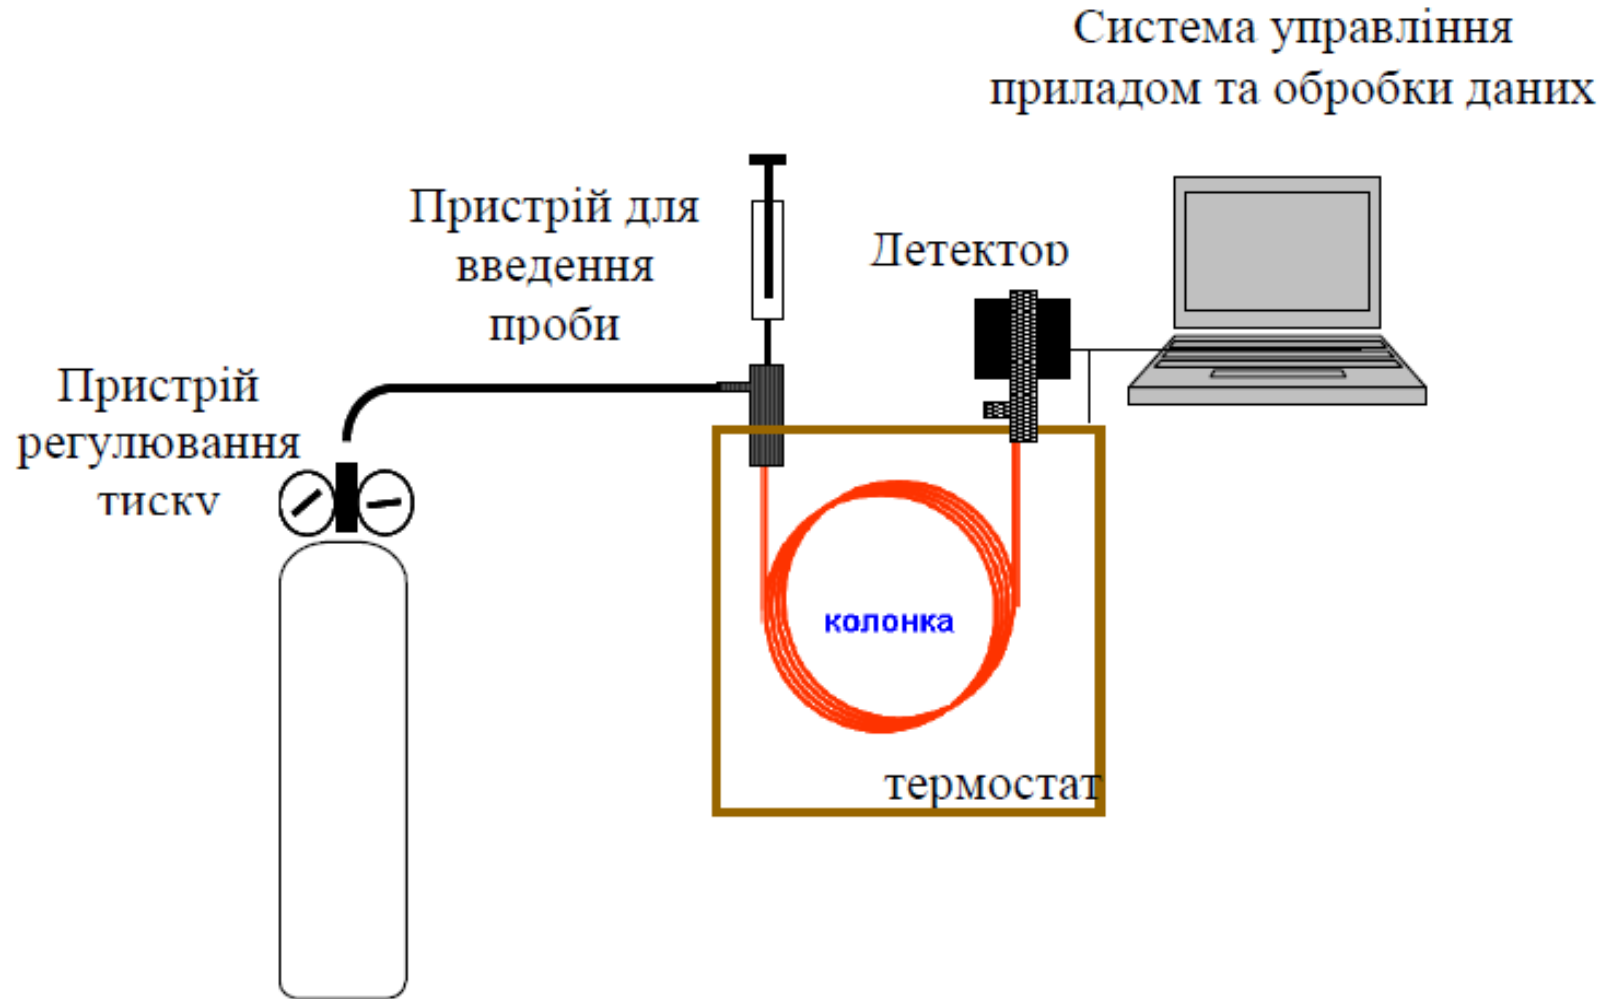 Система управління
приладом та обробки даних
Пристрій для
введення
проби
Детектор
Пристрій
регулювання
тиску
колонка
термостат